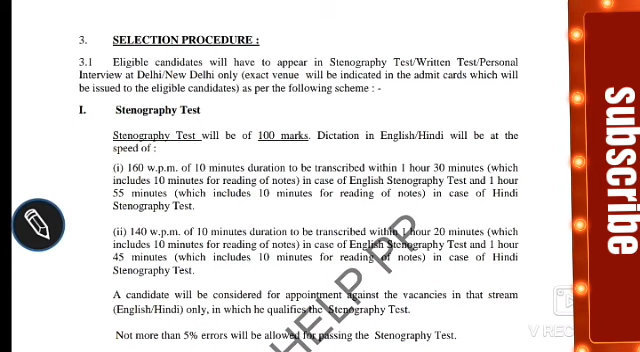 3. SELECTION PROCEDURE :
3.1 Eligible candidates will have to appear in Stenography Test/Written Test/Personal
Interview at Delhi/New Delhi only (exact venue will be indicated in the admit cards which will
be issued to the eligible candidates) as per the following scheme : -
I. Stenography Test
Stenography Test will be of 100 marks. Dictation in English/Hindi will be at the
speed of :
(i) 160 w.p.m. of 10 minutes duration to be transcribed within 1 hour 30 minutes (which
includes 10 minutes for reading of notes) in case of English Stenography Test and 1 hour
55 minutes (which includes 10 minutes for reading of notes) in case of Hindi
Stenography Test.
(ii) 140 w.p.m. of 10 minutes duration to be transcribed within 1 hour 20 minutes (which
includes 10 minutes for reading of notes) in case of English Stenography Test and 1 hour
45 minutes (which includes 10 minutes for reading of notes) in case of Hindi
Stenography Test.
A candidate will be considered for appointment against the vacancies in that stream
(English/Hindi) only, in which he qualifies the Stenography Test.
Not more than 5% errors will be allowed for passing the Stenography Test.
HELP PP
subscribe
V REC